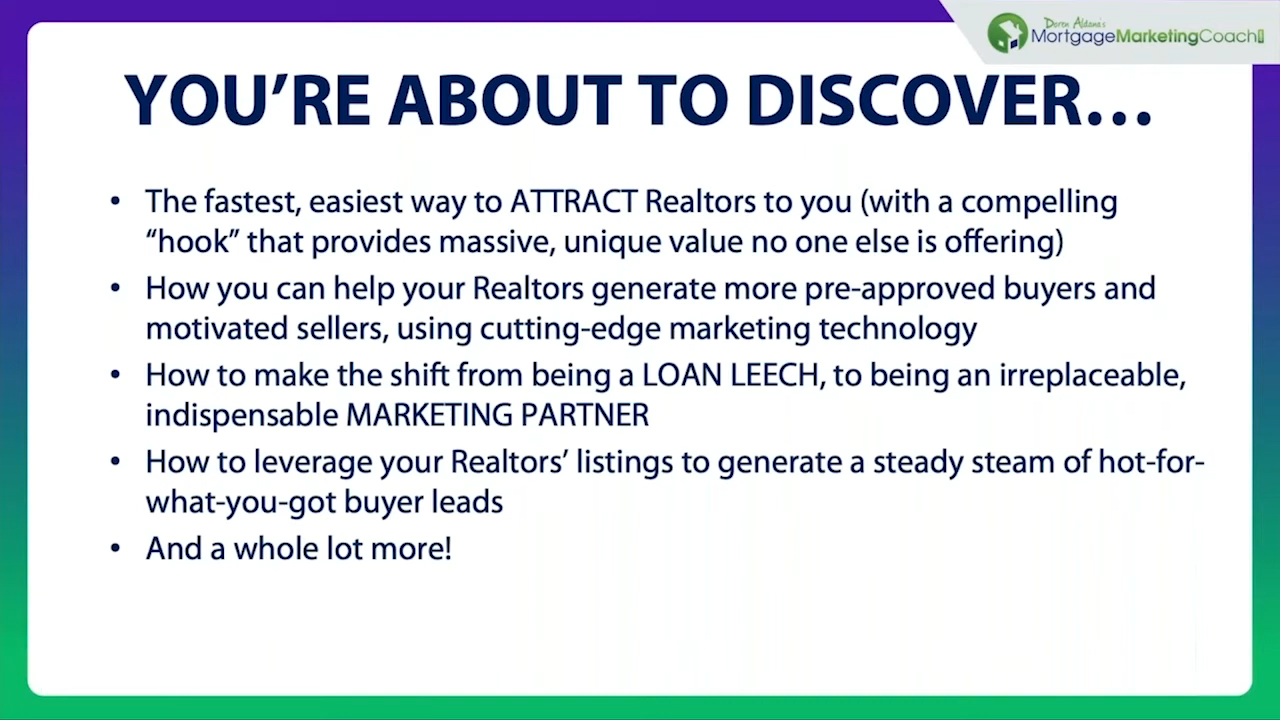 Doren Aldana's
MortgageMarketingCoach
YOU’RE ABOUT TO DISCOVER…
• The fastest, easiest way to ATTRACT Realtors to you (with a compelling
“hook” that provides massive, unique value no one else is offering)
• How you can help your Realtors generate more pre-approved buyers and
motivated sellers, using cutting-edge marketing technology
• How to make the shift from being a LOAN LEECH, to being an irreplaceable,
indispensable MARKETING PARTNER
• How to leverage your Realtors’ listings to generate a steady steam of hot-for-
what-you-got buyer leads
• And a whole lot more!